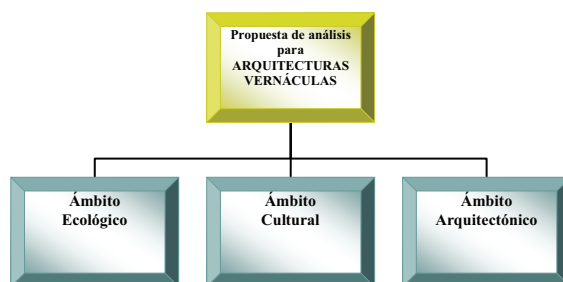 Propuesta de análisis
para
ARQUITECTURAS
VERNÁCULAS
Ámbito
Ecológico
Ámbito
Cultural
Ámbito
Arquitectónico